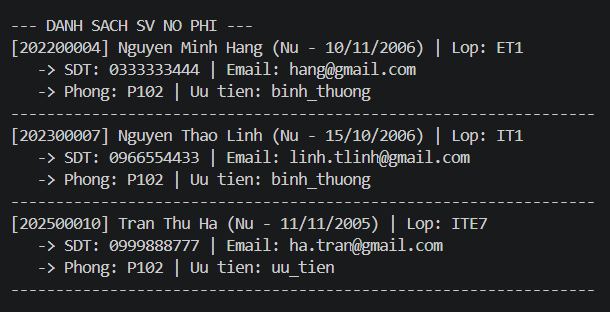 --- DANH SACH SV NO PHI ---
[202200004] Nguyen Minh Hang (Nu - 10/11/2006) | Lop: ET1
-> SDT: 0333333444 | Email: hang@gmail.com
-> Phong: P102 | Uu tien: binh_thuong
-----------------------------------------------------------------
[202300007] Nguyen Thao Linh (Nu - 15/10/2006) | Lop: IT1
-> SDT: 0966554433 | Email: linh.tlinh@gmail.com
-> Phong: P102 | Uu tien: binh_thuong
-----------------------------------------------------------------
[202500010] Tran Thu Ha (Nu - 11/11/2005) | Lop: ITE7
-> SDT: 0999888777 | Email: ha.tran@gmail.com
-> Phong: P102 | Uu tien: uu_tien
-----------------------------------------------------------------